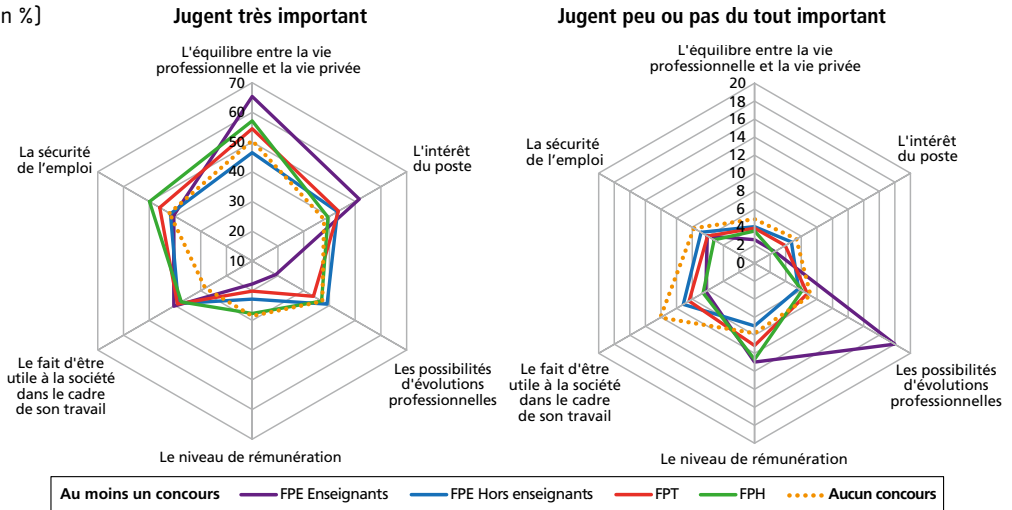 n %)
Jugent très important
L'équilibre entre la vie
professionnelle et la vie privée
70
60
50
40
30
20
10
La sécurité
de l'emploi
L'intérêt
du poste
Le fait d'être
utile à la société
dans le cadre
de son travail
Les possibilités
d'évolutions
professionnelles
Le niveau de rémunération
Jugent peu ou pas du tout important
L'équilibre entre la vie
professionnelle et la vie privée
20
18
16
14
12
10
8
6
4
2
0
La sécurité
de l'emploi
L'intérêt
du poste
Le fait d'être
utile à la société
dans le cadre
de son travail
Les possibilités
d'évolutions
professionnelles
Le niveau de rémunération
Au moins un concours FPE Enseignants FPE Hors enseignants FPT FPH Aucun concours